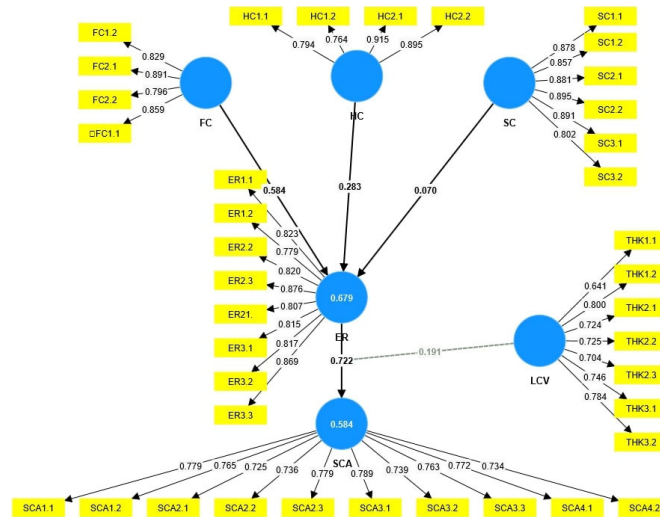 HC1.1
HC1.2
HC2.1
HC2.2
SC1.1
FC1.2
0.829
0.794
0.764
0.915
0.895
0.878
SC1.2
0.857
FC2.1
0.891
0.881
SC2.1
FC2.2
0.796
0.895
SC2.2
0.859
□FC1.1
FC
HC
SC
0.891
SC3.1
0.802
SC3.2
ER1.1
0.584
0.283
0.070
ER1.2
0.823
0.779
ER2.2
0.820
THK1.1
ER2.3
0.876
0.641
THK1.2
0.800
ER21.
0.807
0.679
0.724
THK2.1
ER3.1
0.815
ER
0.725
THK2.2
0.817
0.704
ER3.2
0.869
0.722
0.191
LCV
THK2.3
0.746
ER3.3
0.784
THK3.1
THK3.2
0.584
SCA
0.779
0.765
0.725
0.736
0.779
0.789
0.739
0.763
0.772
0.734
SCA1.1
SCA1.2
SCA2.1
SCA2.2
SCA2.3
SCA3.1
SCA3.2
SCA3.3
SCA4.1
SCA4.2